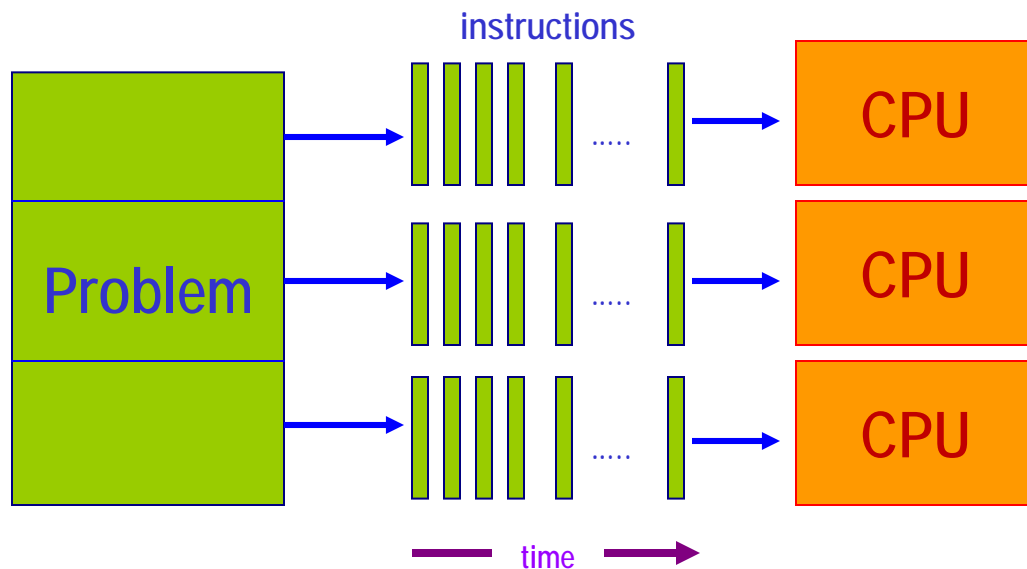 instructions
.....
CPU
Problem
.....
CPU
.....
CPU
time